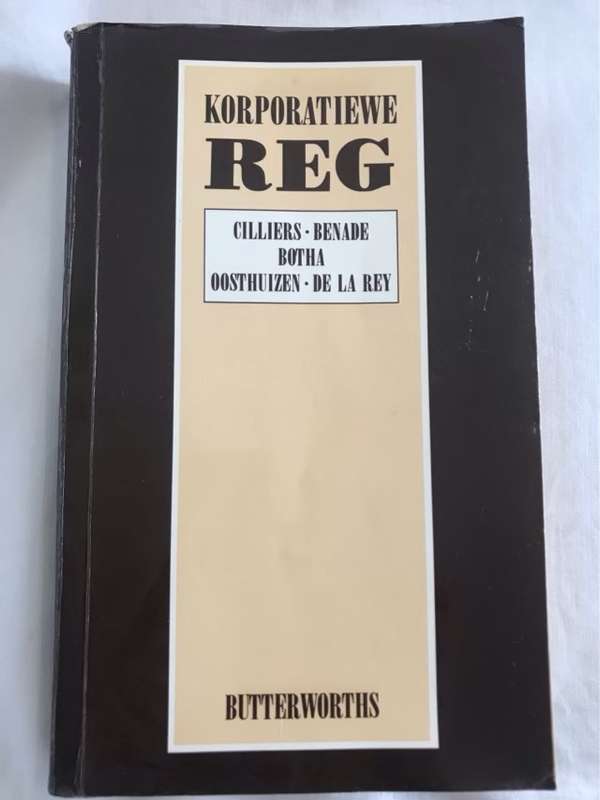 KORPORATIEWE
REG
CILLIERS · BENADE
BOTHA
OOSTHUIZEN · DE LA REY
BUTTERWORTHS